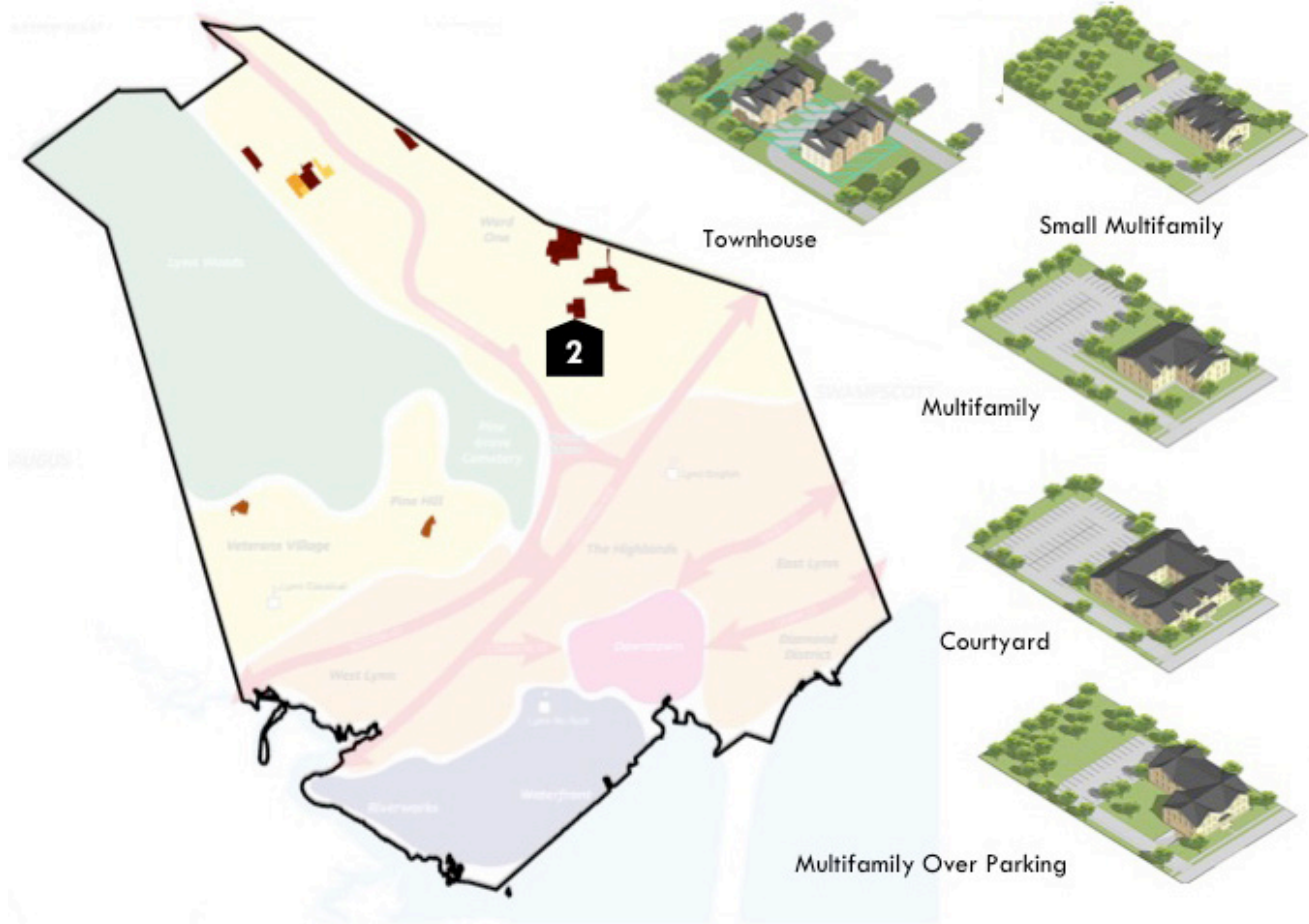 Townhouse
Small Multifamily
Ward
One
Lynn Woods
2
Multifamily
SWAMPSCOTT
Pine
Grove
Cemetery
Pine Hill
Veterans Village
The Highlands
East Lynn
Courtyard
Downtown
Diamond
District
West Lynn
Riverworks
Waterfront
Multifamily Over Parking